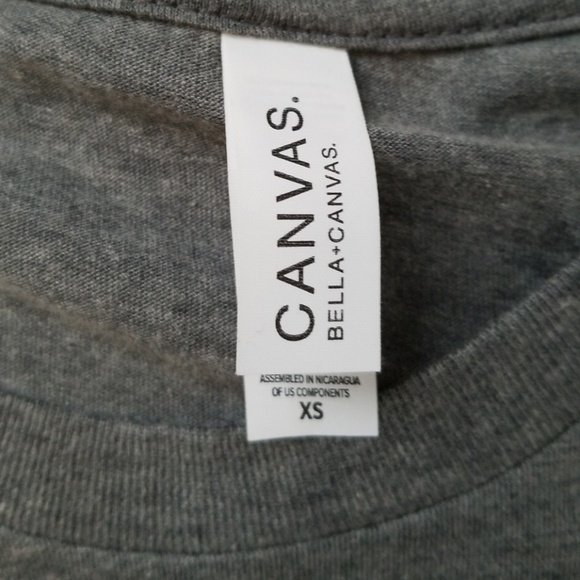 CANVAS.
BELLA+CANVAS.
ASSEMBLED IN NICARAGUA
OF US COMPONENTS
XS